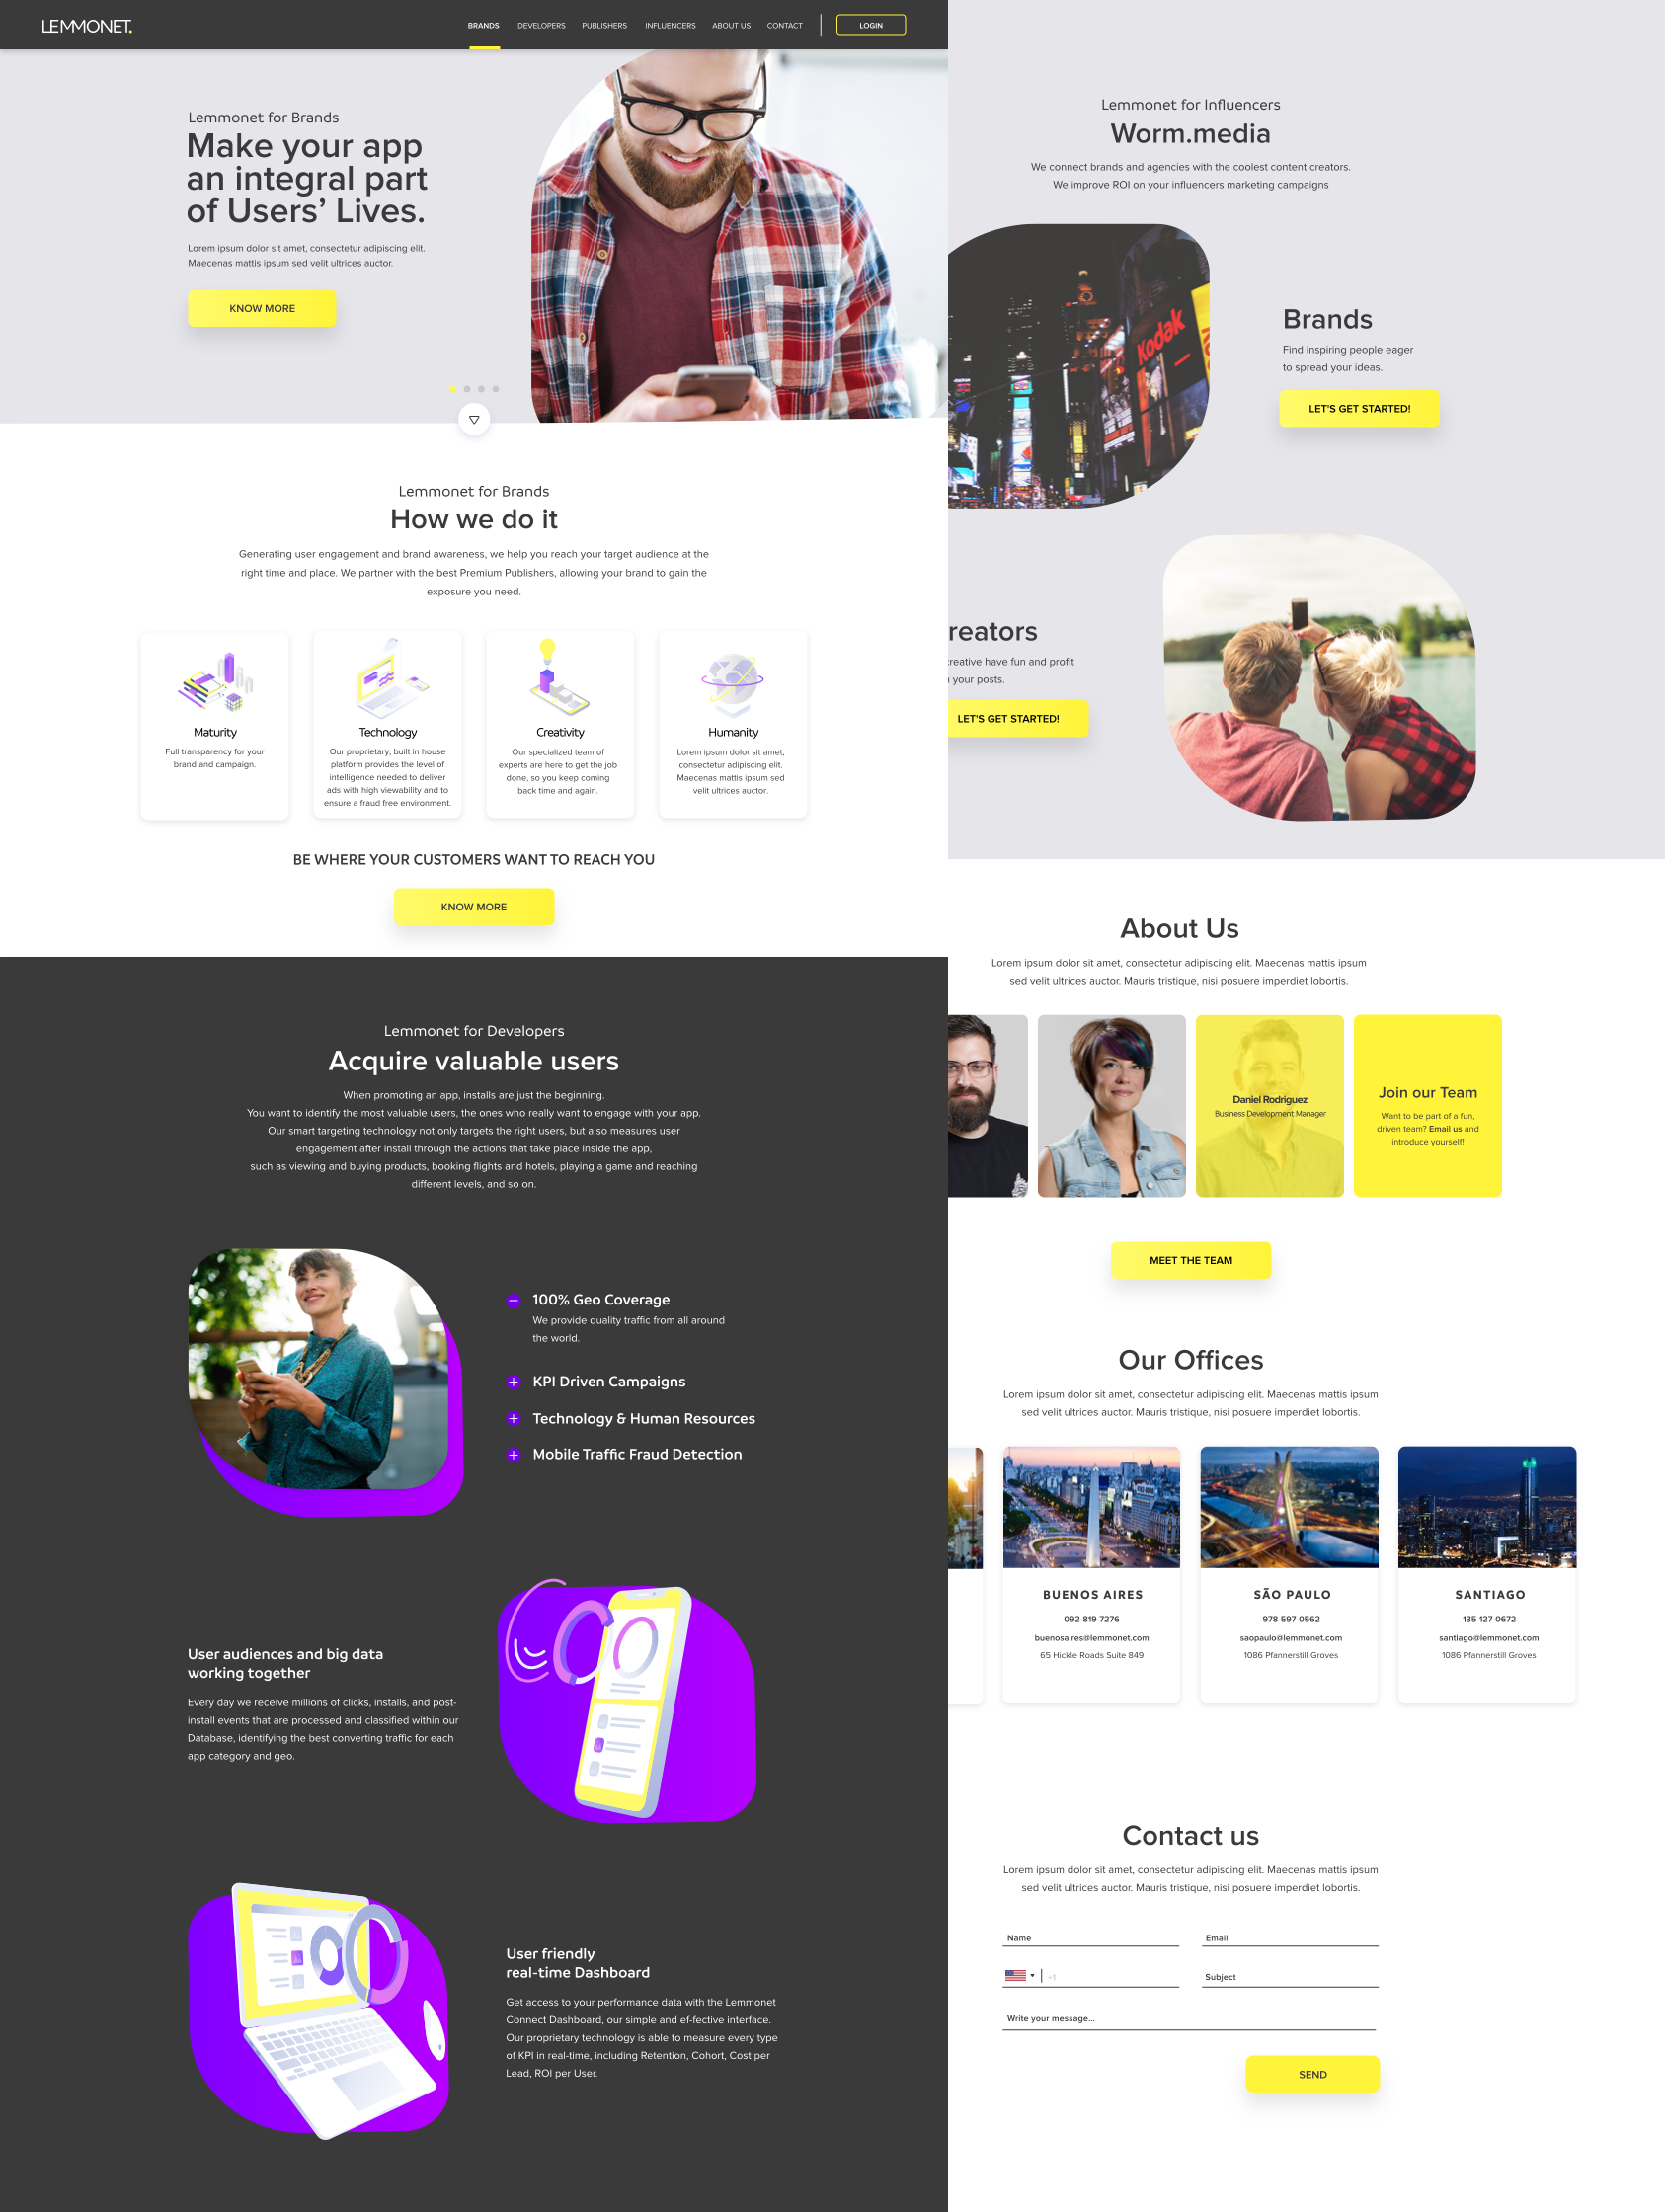 LEMMONET.
BRANDS
DEVELOPERS
PUBLISHERS
INFLUENCERS
ABOUT US
CONTACT
LOGIN
Lemmonet for Brands
Make your app
an integral part
of Users’ Lives.
Lorem ipsum dolor sit amet, consectetur adipiscing elit.
Maecenas mattis ipsum sed velit ultrices auctor.
KNOW MORE
Lemmonet for Brands
How we do it
Generating user engagement and brand awareness, we help you reach your target audience at the
right time and place. We partner with the best Premium Publishers, allowing your brand to gain the
exposure you need.
Maturity
Full transparency for your
brand and campaign.
Technology
Our proprietary, built in house
platform provides the level of
intelligence needed to deliver
ads with high viewability and to
ensure a fraud free environment.
Creativity
Our specialized team of
experts are here to get the job
done, so you keep coming
back time and again.
Humanity
Lorem ipsum dolor sit amet,
consectetur adipiscing elit.
Maecenas mattis ipsum sed
velit ultrices auctor.
BE WHERE YOUR CUSTOMERS WANT TO REACH YOU
KNOW MORE
Lemmonet for Developers
Acquire valuable users
When promoting an app, installs are just the beginning.
You want to identify the most valuable users, the ones who really want to engage with your app.
Our smart targeting technology not only targets the right users, but also measures user
engagement after install through the actions that take place inside the app,
such as viewing and buying products, booking flights and hotels, playing a game and reaching
different levels, and so on.
100% Geo Coverage
We provide quality traffic from all around
the world.
KPI Driven Campaigns
Technology & Human Resources
Mobile Traffic Fraud Detection
User audiences and big data
working together
Every day we receive millions of clicks, installs, and post-
install events that are processed and classified within our
Database, identifying the best converting traffic for each
app category and geo.
User friendly
real-time Dashboard
Get access to your performance data with the Lemmonet
Connect Dashboard, our simple and ef-fective interface.
Our proprietary technology is able to measure every type
of KPI in real-time, including Retention, Cohort, Cost per
Lead, ROI per User.
Lemmonet for Influencers
Worm.media
We connect brands and agencies with the coolest content creators.
We improve ROI on your influencers marketing campaigns
Kodak
Brands
Find inspiring people eager
to spread your ideas.
LET'S GET STARTED!
reators
creative have fun and profit
your posts.
LET'S GET STARTED!
About Us
Lorem ipsum dolor sit amet, consectetur adipiscing elit. Maecenas mattis ipsum
sed velit ultrices auctor. Mauris tristique, nisi posuere imperdiet lobortis.
Daniel Rodriguez
Business Development Manager
Join our Team
Want to be part of a fun,
driven team? Email us and
introduce yourself!
MEET THE TEAM
Our Offices
Lorem ipsum dolor sit amet, consectetur adipiscing elit. Maecenas mattis ipsum
sed velit ultrices auctor. Mauris tristique, nisi posuere imperdiet lobortis.
BUENOS AIRES
092-819-7276
buenosaires@lemmonet.com
65 Hickle Roads Suite 849
SÃO PAULO
978-597-0562
saopaulo@lemmonet.com
1086 Pfannerstill Groves
SANTIAGO
135-127-0672
santiago@lemmonet.com
1086 Pfannerstill Groves
Contact us
Lorem ipsum dolor sit amet, consectetur adipiscing elit. Maecenas mattis ipsum
sed velit ultrices auctor. Mauris tristique, nisi posuere imperdiet lobortis.
Name
Email
+1
Subject
Write your message...
SEND